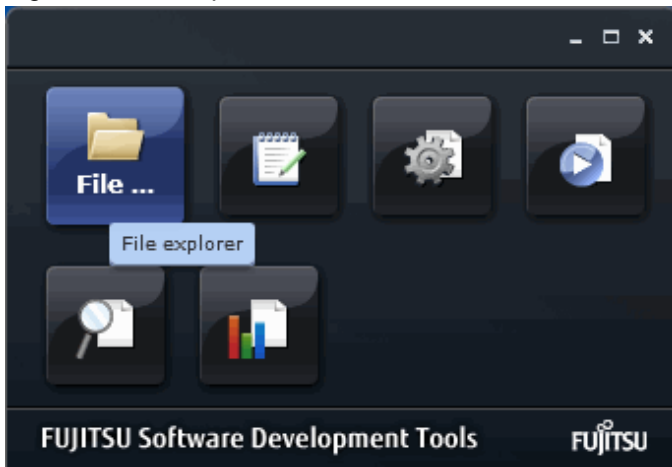 File ...
File explorer
FUJITSU Software Development Tools
FUJITSU